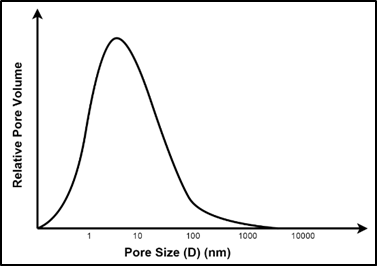 Relative Pore Volume
1 10 100 1000 10000
Pore Size (D) (nm)